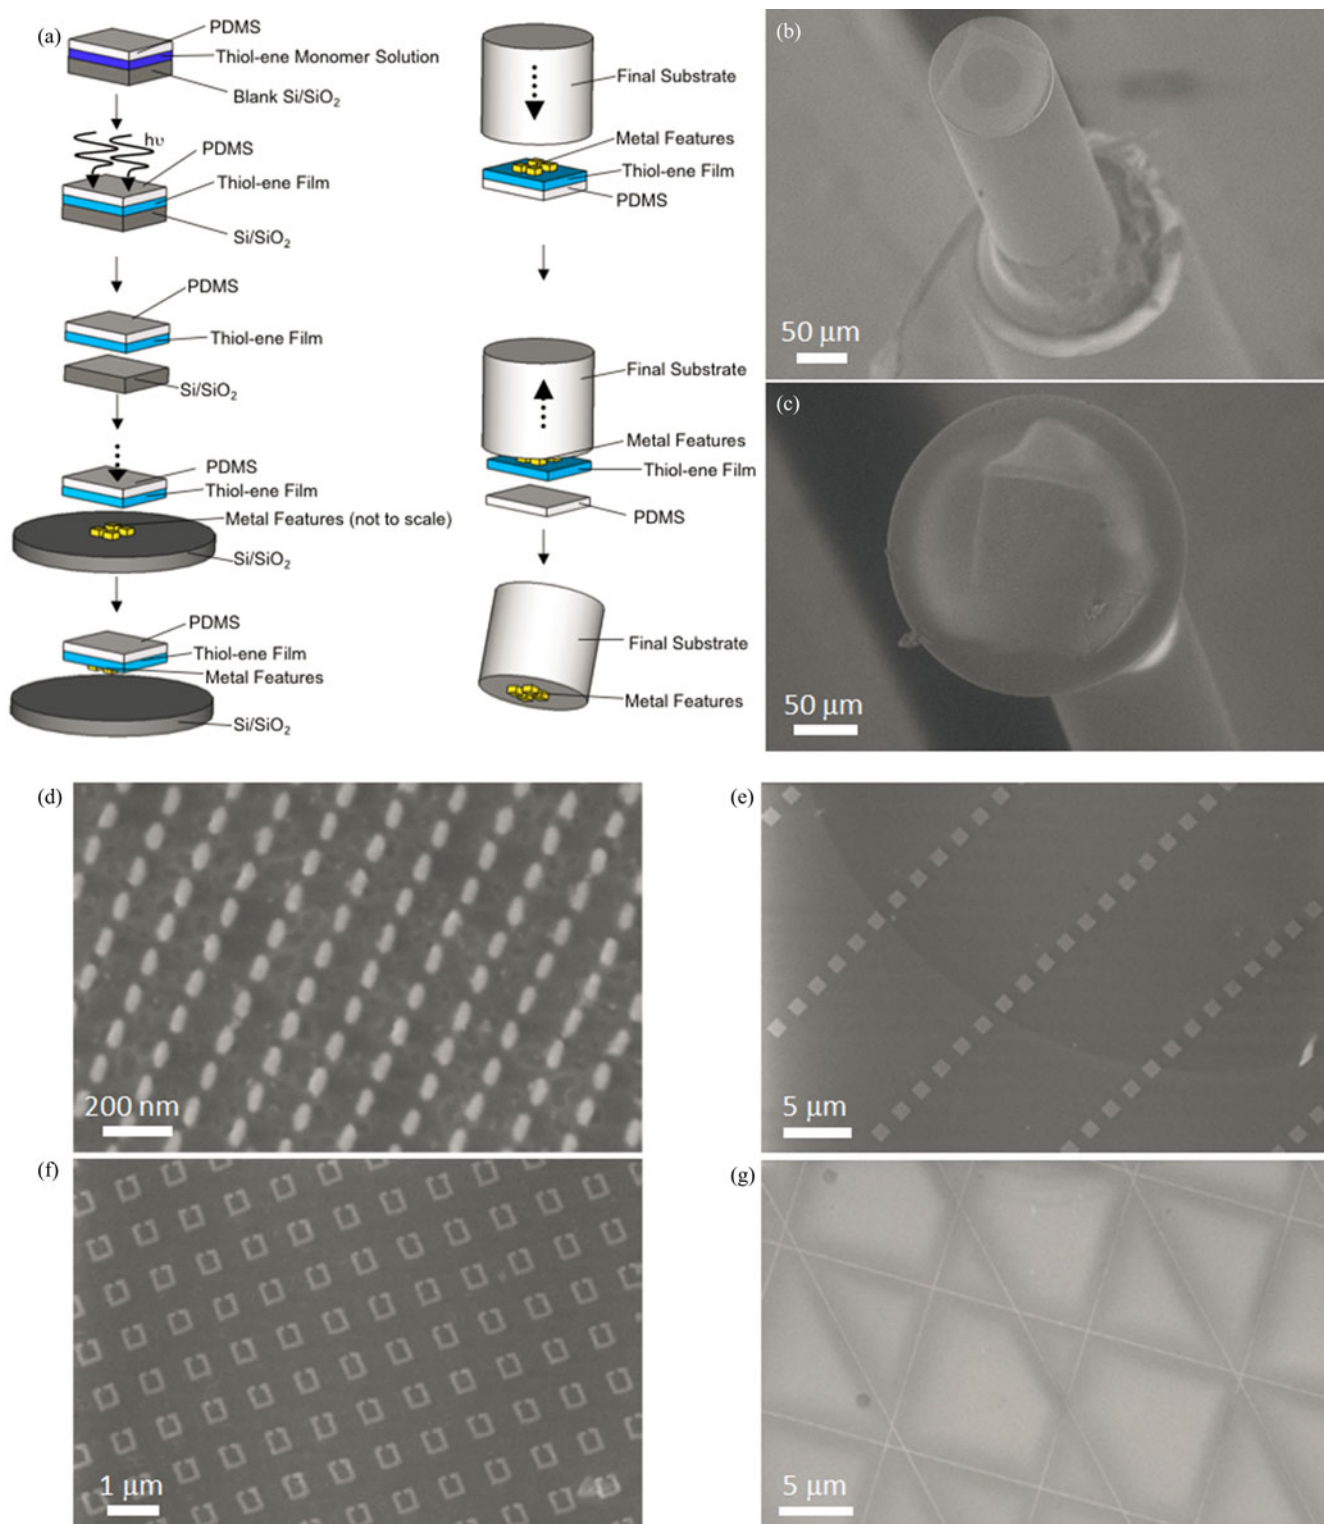 (a)
PDMS
Thiol-ene Monomer Solution
Blank Si/SiO₂
hυ
PDMS
Thiol-ene Film
Si/SiO₂
PDMS
Thiol-ene Film
Si/SiO₂
PDMS
Thiol-ene Film
Metal Features (not to scale)
Si/SiO₂
PDMS
Thiol-ene Film
Metal Features
Si/SiO₂
Final Substrate
Metal Features
Thiol-ene Film
PDMS
Final Substrate
Metal Features
Thiol-ene Film
PDMS
Final Substrate
Metal Features
(b)
50 μm
(c)
50 μm
(d)
200 nm
(e)
5 μm
(f)
1 μm
(g)
5 μm